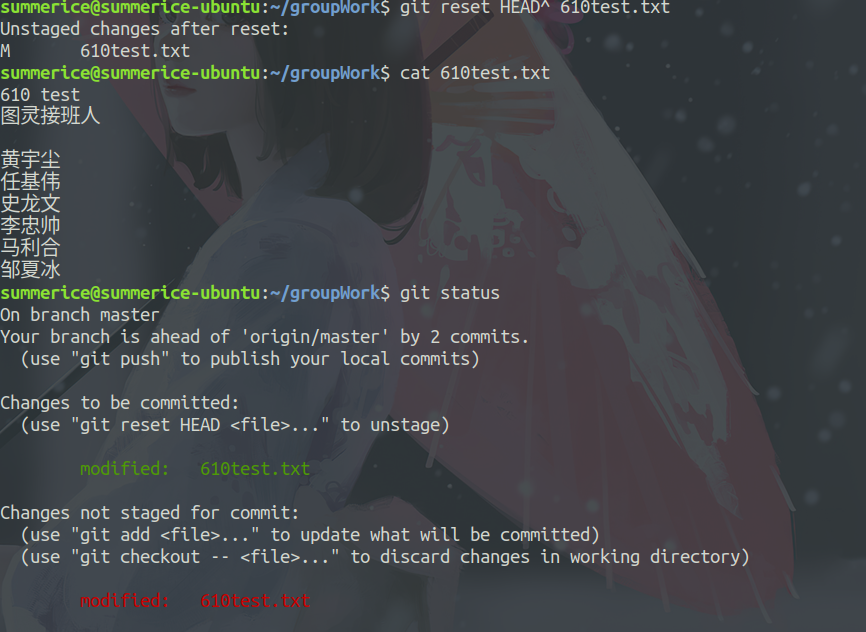 summerice@summerice-ubuntu:~/groupWork$ git reset HEAD^ 610test.txt
Unstaged changes after reset:
M       610test.txt
summerice@summerice-ubuntu:~/groupWork$ cat 610test.txt
610 test
图灵接班人
黄宇尘
任基伟
史龙文
李忠帅
马利合
邹夏冰
summerice@summerice-ubuntu:~/groupWork$ git status
On branch master
Your branch is ahead of 'origin/master' by 2 commits.
  (use "git push" to publish your local commits)
Changes to be committed:
  (use "git reset HEAD <file>..." to unstage)
        modified:   610test.txt
Changes not staged for commit:
  (use "git add <file>..." to update what will be committed)
  (use "git checkout -- <file>..." to discard changes in working directory)
        modified:   610test.txt